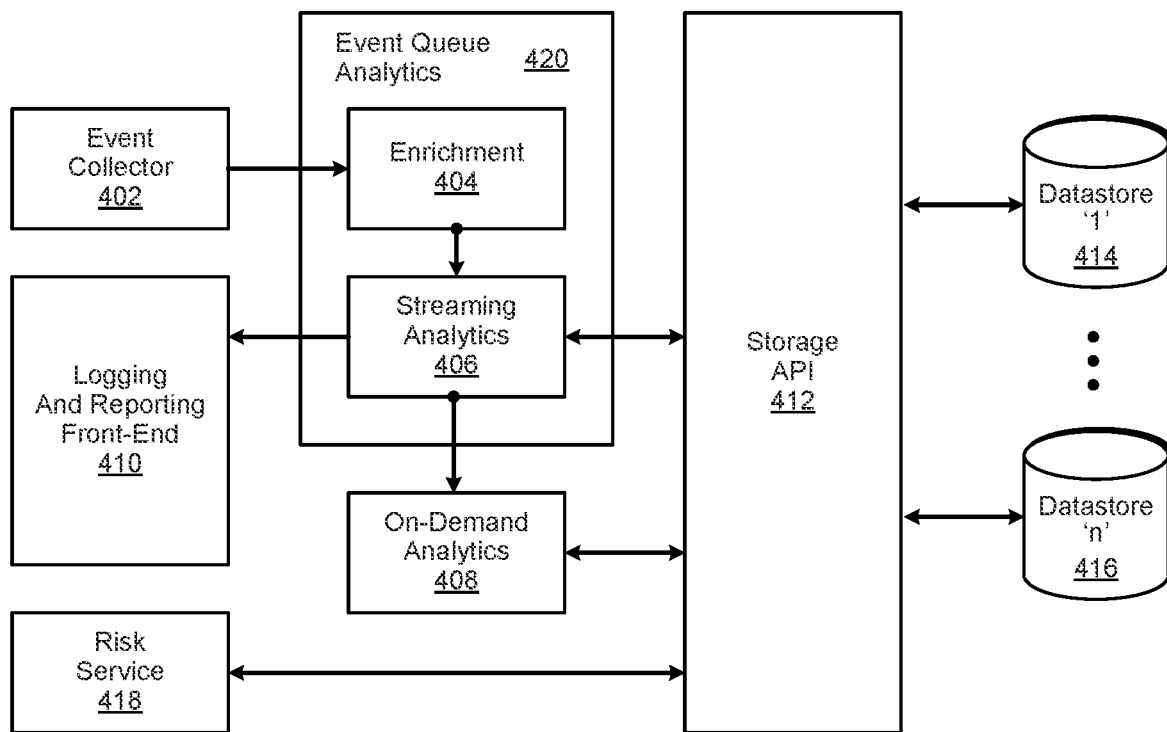 Event Queue
Analytics
420
Event
Collector
402
Enrichment
404
Streaming
Analytics
406
Logging
And Reporting
Front-End
410
On-Demand
Analytics
408
Risk
Service
418
Storage
API
412
Datastore
‘1’
414
Datastore
‘n’
416